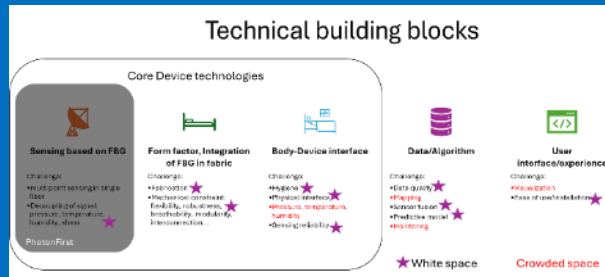 Technical building blocks
Core Device technologies
Sensing based on FBG
Challenge:
•Multi point sensing in single
fiber
•Decoupling of signal:
pressure, temperature,
humidity, shear
PhotonFirst
Form factor, Integration
of FBG in fabric
Challenge:
•Fabrication
•Mechanical constraint,
flexibility, robustness,
breathability, modularity,
interconnection...
Body-Device interface
Challenge:
•Hygiene
•Physical interface
•Pressure, temperature,
humidity
•Sensing reliability
Data/Algorithm
Challenge:
•Data quality
•Mapping
•Sensor fusion
•Predictive model
•Monitoring
User
interface/experience
Challenge:
•Visualization
•Ease of use/installation
White space
Crowded space